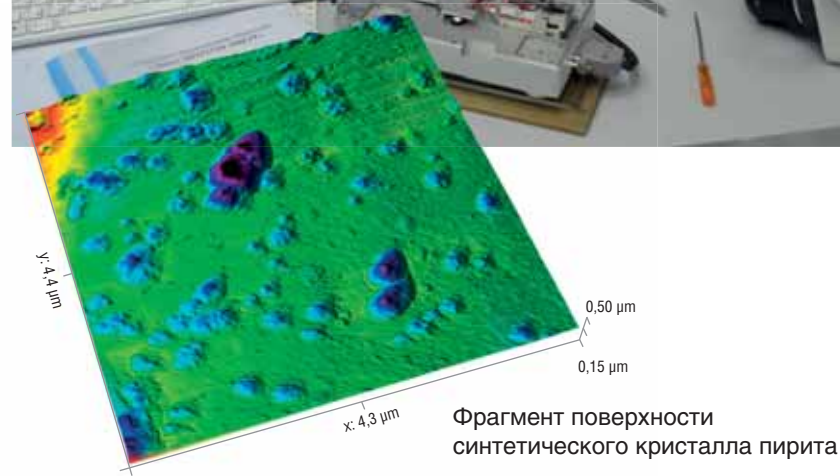 y: 4,4 µm
0,50 µm
0,15 µm
x: 4,3 µm
Фрагмент поверхности
синтетического кристалла пирита